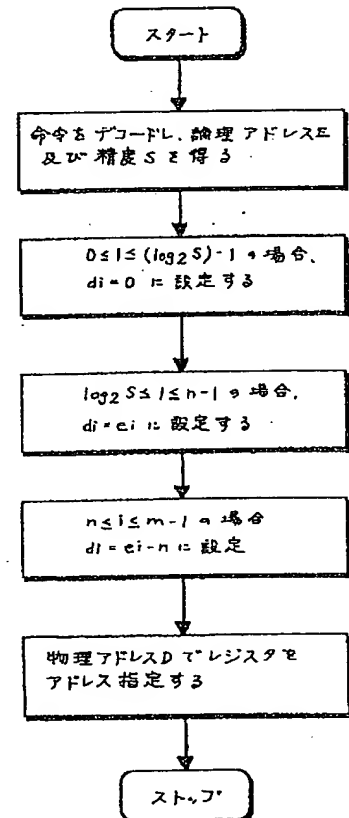 スタート
命令をデコードし、論理アドレスE
及び精度Sを得る
0≤i≤(log2 S)-1の場合、
di=0に設定する
log2 S≤i≤n-1の場合、
di=eiに設定する
n≤i≤m-1の場合
di=ei-nに設定
物理アドレスDでレジスタを
アドレス指定する
ストップ